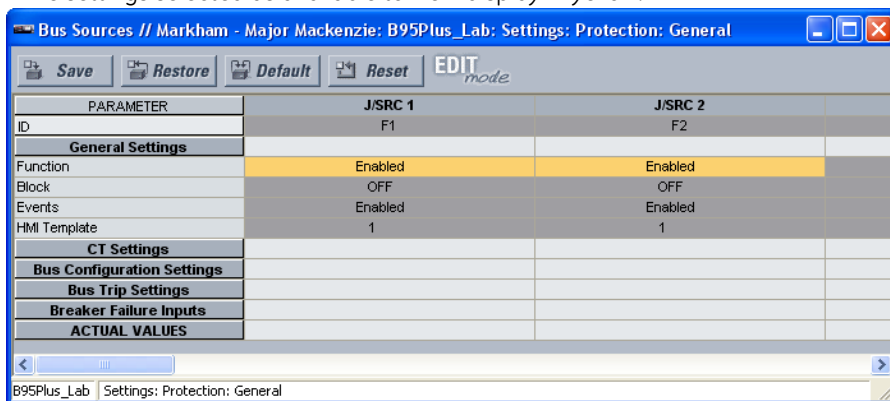 Bus Sources // Markham - Major Mackenzie: B95Plus_Lab: Settings: Protection: General
Save Restore Default Reset EDIT mode
PARAMETER J/SRC 1 J/SRC 2
ID F1 F2
General Settings
Function Enabled Enabled
Block OFF OFF
Events Enabled Enabled
HMI Template 1 1
CT Settings
Bus Configuration Settings
Bus Trip Settings
Breaker Failure Inputs
ACTUAL VALUES
B95Plus_Lab Settings: Protection: General